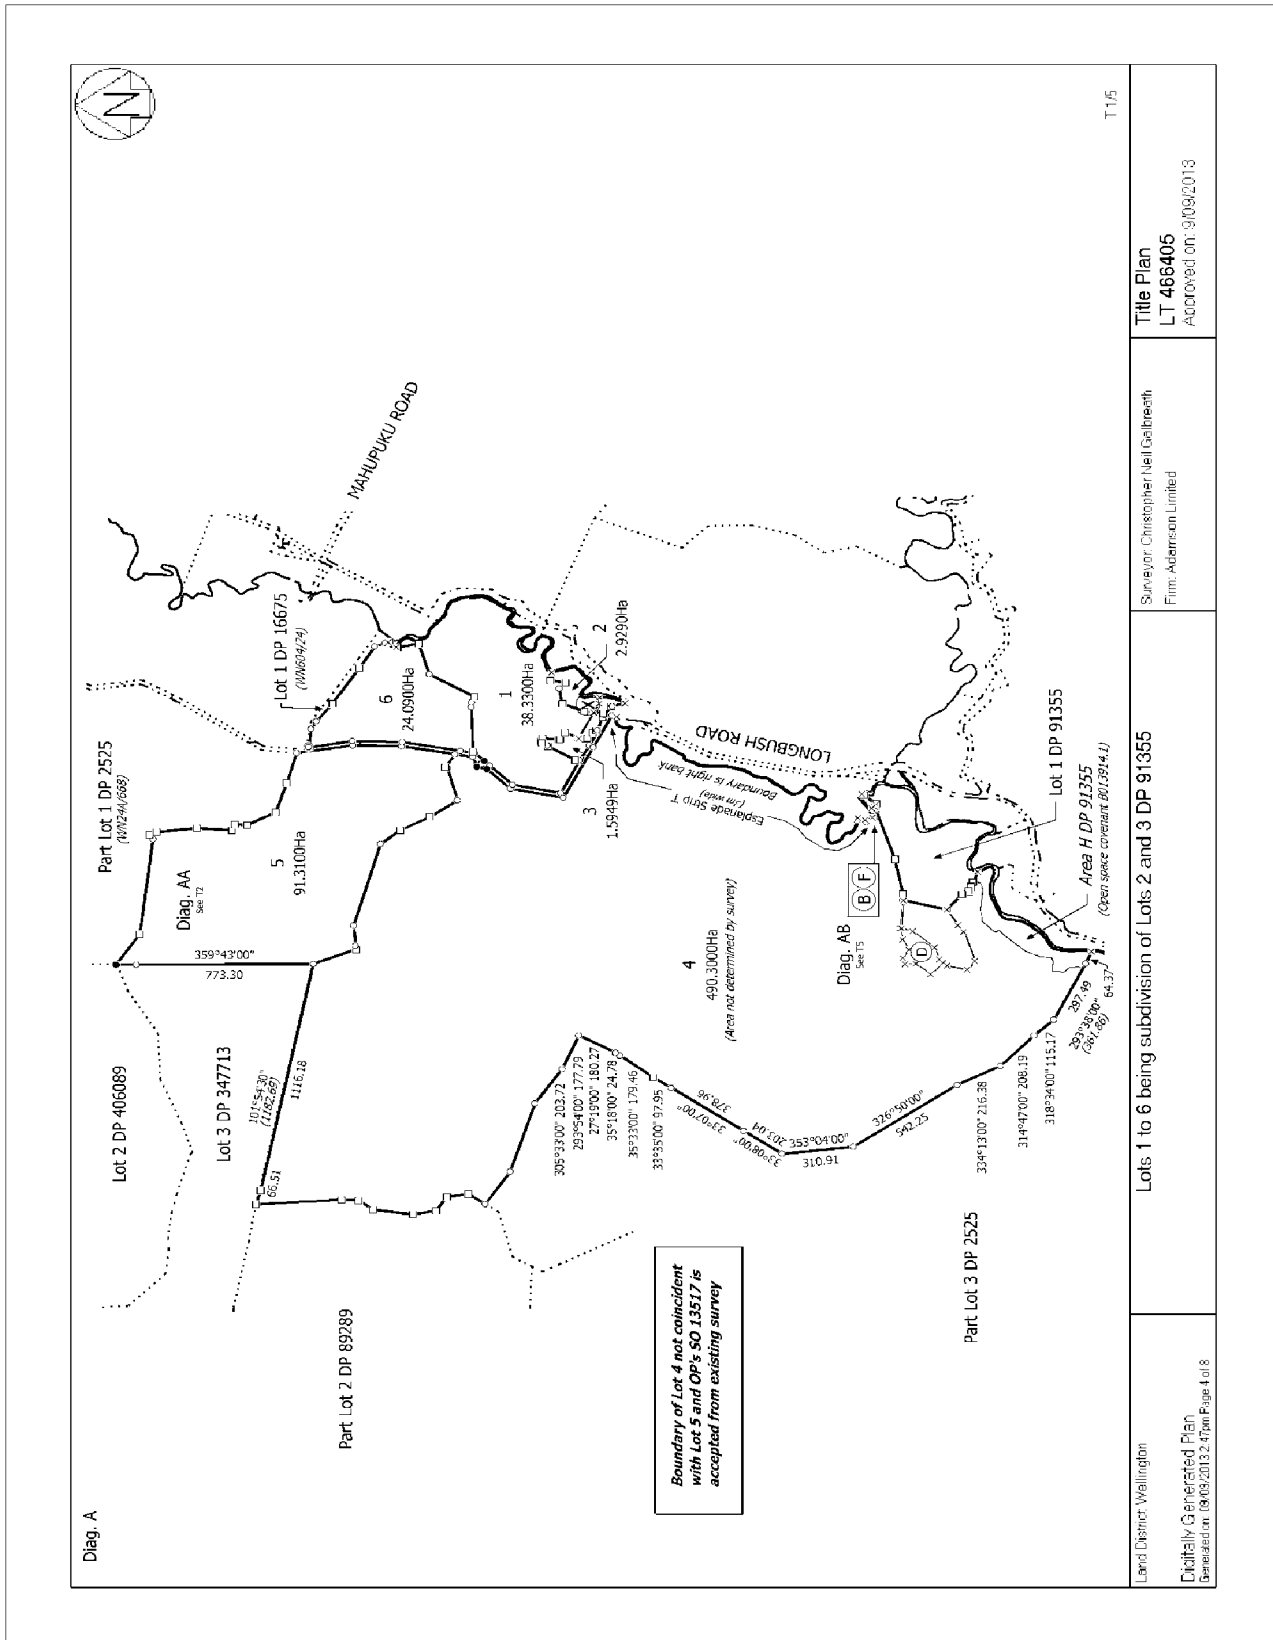 Diag. A
N
Lot 2 DP 406089
Lot 3 DP 347713
Part Lot 2 DP 89289
Part Lot 1 DP 2525
(WN24A/668)
Diag. AA
See T2
359°43'00"
773.30
101°54'30"
(1182.69)
1116.18
66.51
5
91.3100Ha
Lot 1 DP 16675
(WN604/24)
6
24.0900Ha
MAHUPUKU ROAD
1
38.3300Ha
2
2.9290Ha
3
1.5949Ha
LONGBUSH ROAD
Esplanade Strip T
Boundary is right bank
4
490.3000Ha
(Area not determined by survey)
305°33'00" 203.72
293°54'00" 177.79
27°19'00" 180.27
35°18'00" 24.78
35°33'00" 179.46
33°35'00" 97.95
33°07'00"
378.96
33°08'00"
203.04
353°04'00"
310.91
326°50'00"
542.25
334°13'00" 216.38
314°47'00" 208.19
318°34'00" 115.17
297.49
293°38'00"
(361.86)
64.37
Diag. AB
See T5
B F
D
Lot 1 DP 91355
Area H DP 91355
(Open space covenant B013914.1)
Part Lot 3 DP 2525
Boundary of Lot 4 not coincident
with Lot 5 and OP's SO 13517 is
accepted from existing survey
T 1/5
Land District: Wellington
Digitally Generated Plan
Generated on: 09/09/2013 2:47pm Page 4 of 8
Lots 1 to 6 being subdivision of Lots 2 and 3 DP 91355
Surveyor: Christopher Neil Galbreath
Firm: Adamson Limited
Title Plan
LT 466405
Approved on: 9/09/2013